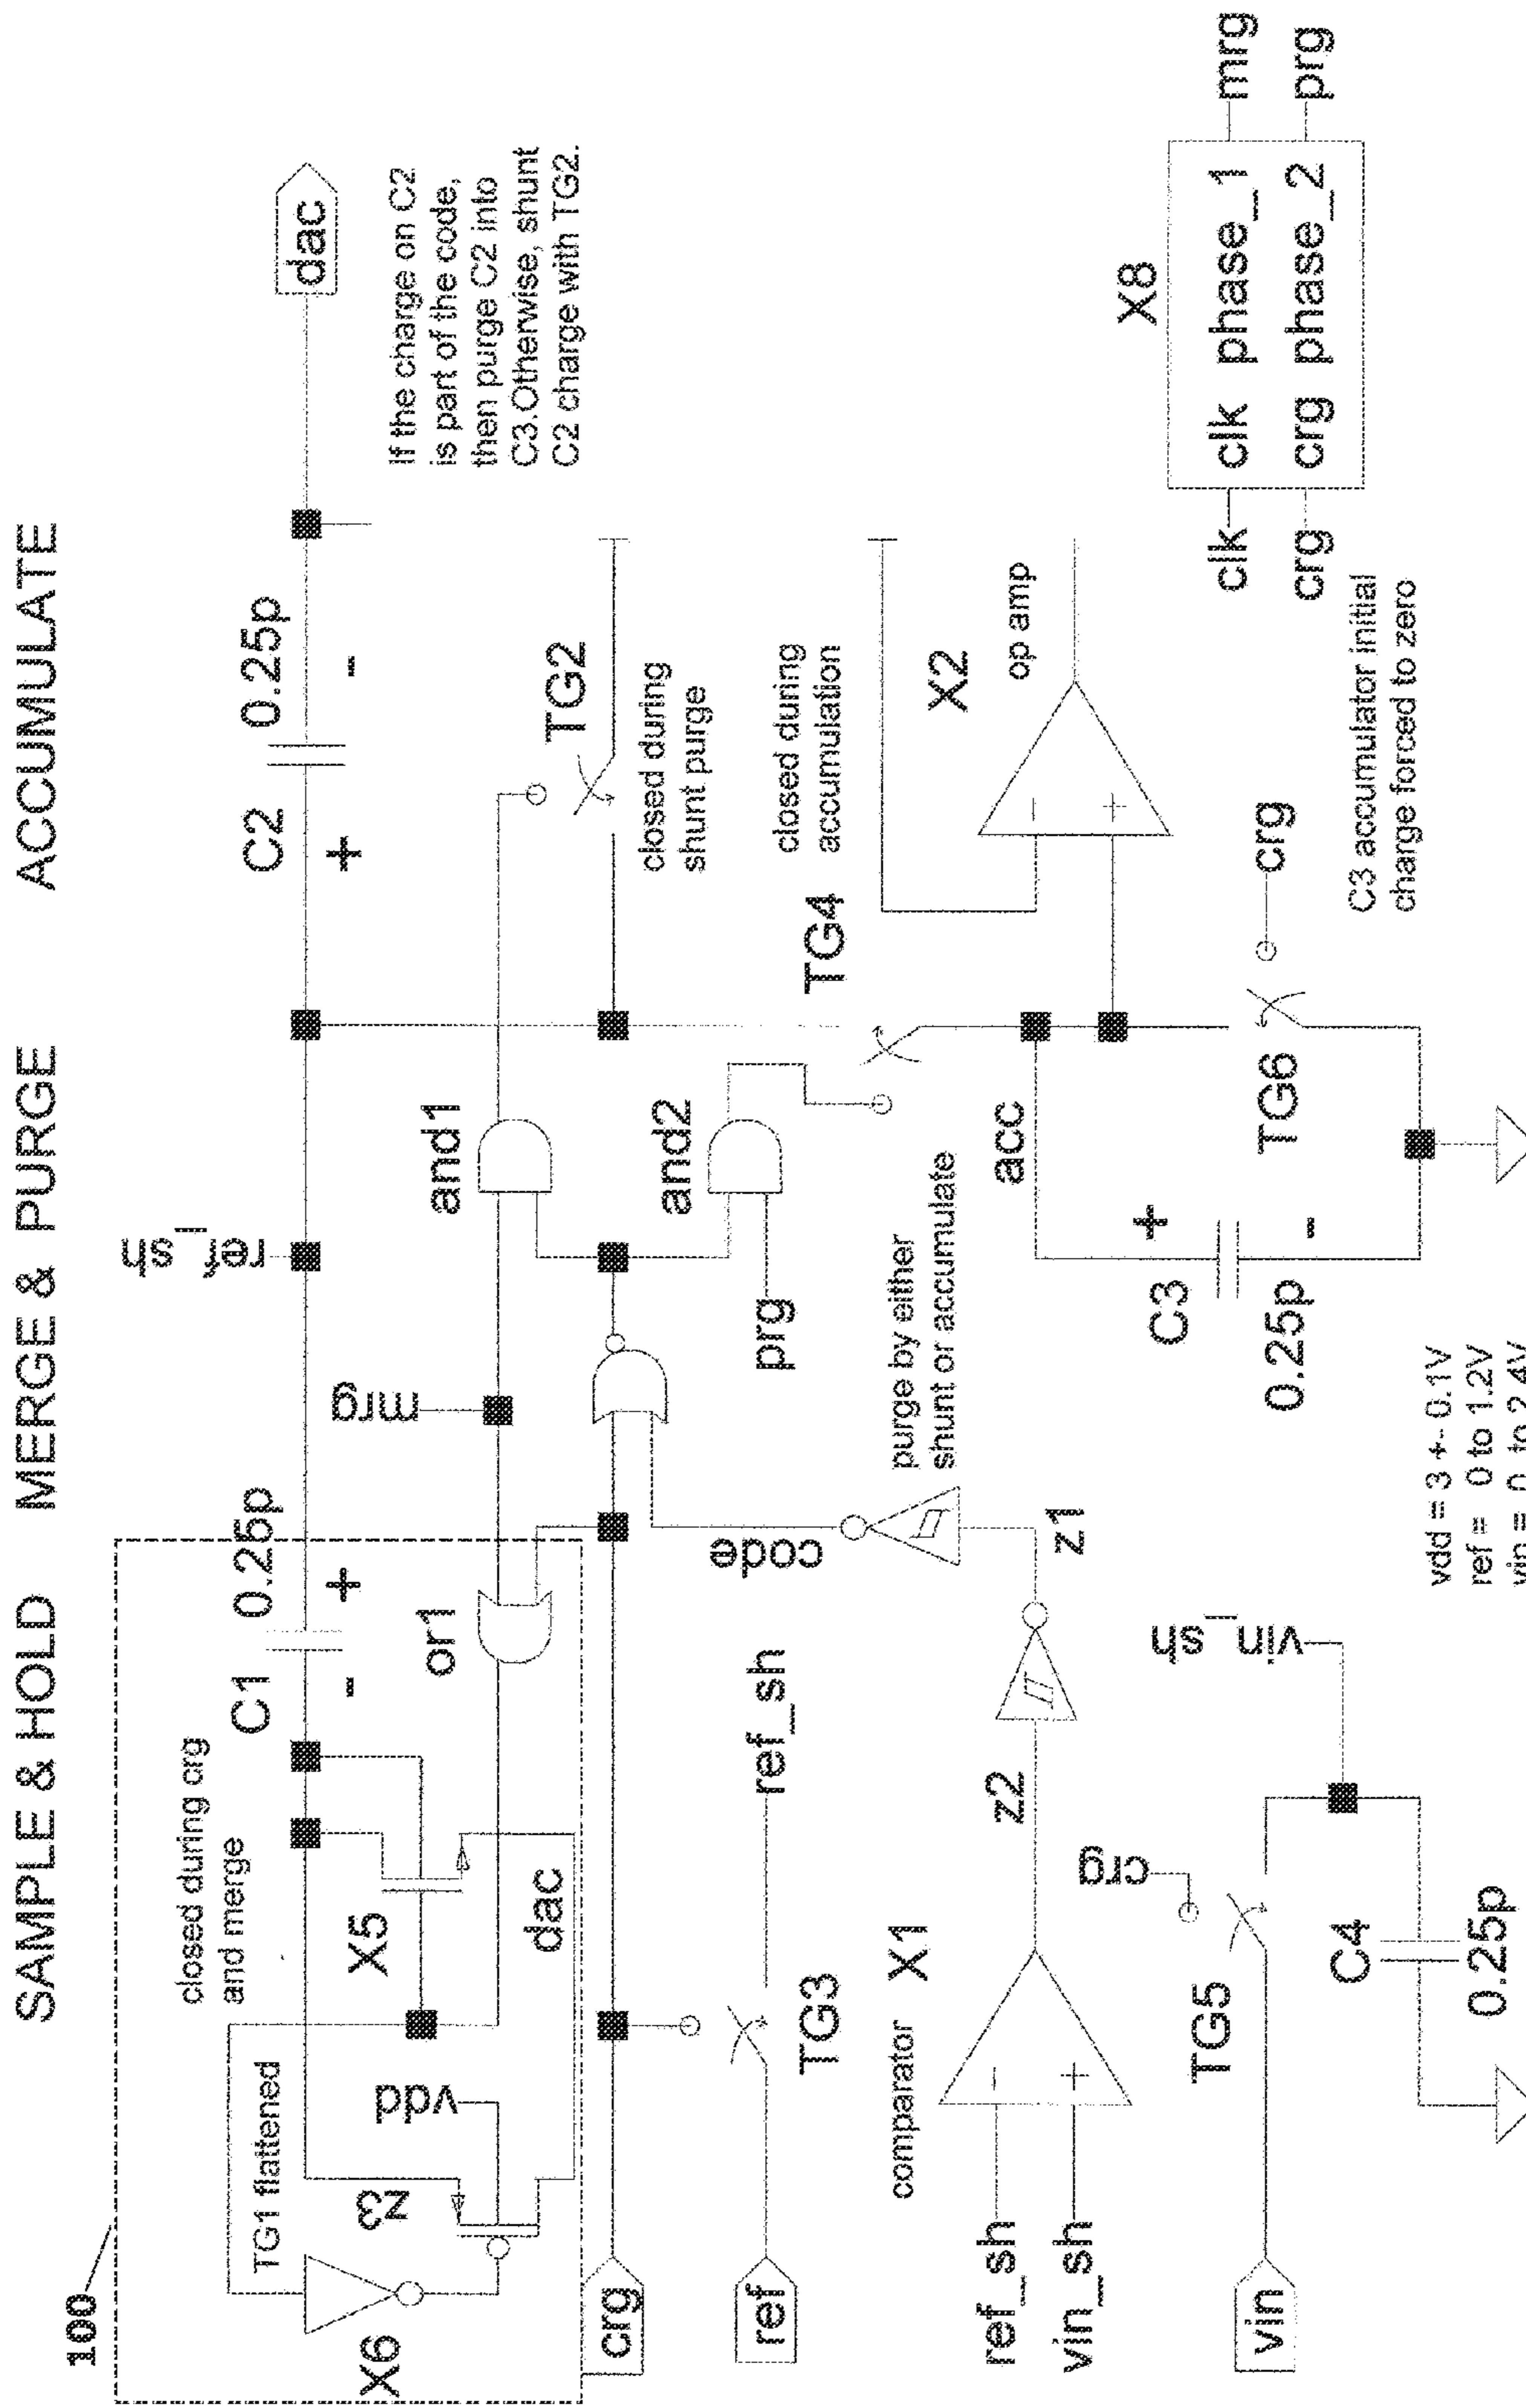 SAMPLE & HOLD MERGE & PURGE ACCUMULATE
100
TG1 flattened
closed during crg
and merge
X6
z3
vdd
X5
dac
C1
0.25p
-
+
or1
ref_sh
mrg
C2
0.25p
+
-
dac
If the charge on C2
is part of the code,
then purge C2 into
C3.Otherwise, shunt
C2 charge with TG2.
and1
TG2
closed during
shunt purge
crg
ref
TG3
ref_sh
and2
prg
code
purge by either
shunt or accumulate
TG4
closed during
accumulation
comparator
X1
ref_sh
vin_sh
-
+
z2
z1
acc
X2
op amp
-
+
vin
TG5
crg
vin_sh
C4
0.25p
C3
0.25p
+
-
TG6
crg
C3 accumulator initial
charge forced to zero
X8
clk clk phase_1 mrg
crg crg phase_2 prg
vdd = 3 +- 0.1V
ref = 0 to 1.2V
vin = 0 to 2.4V